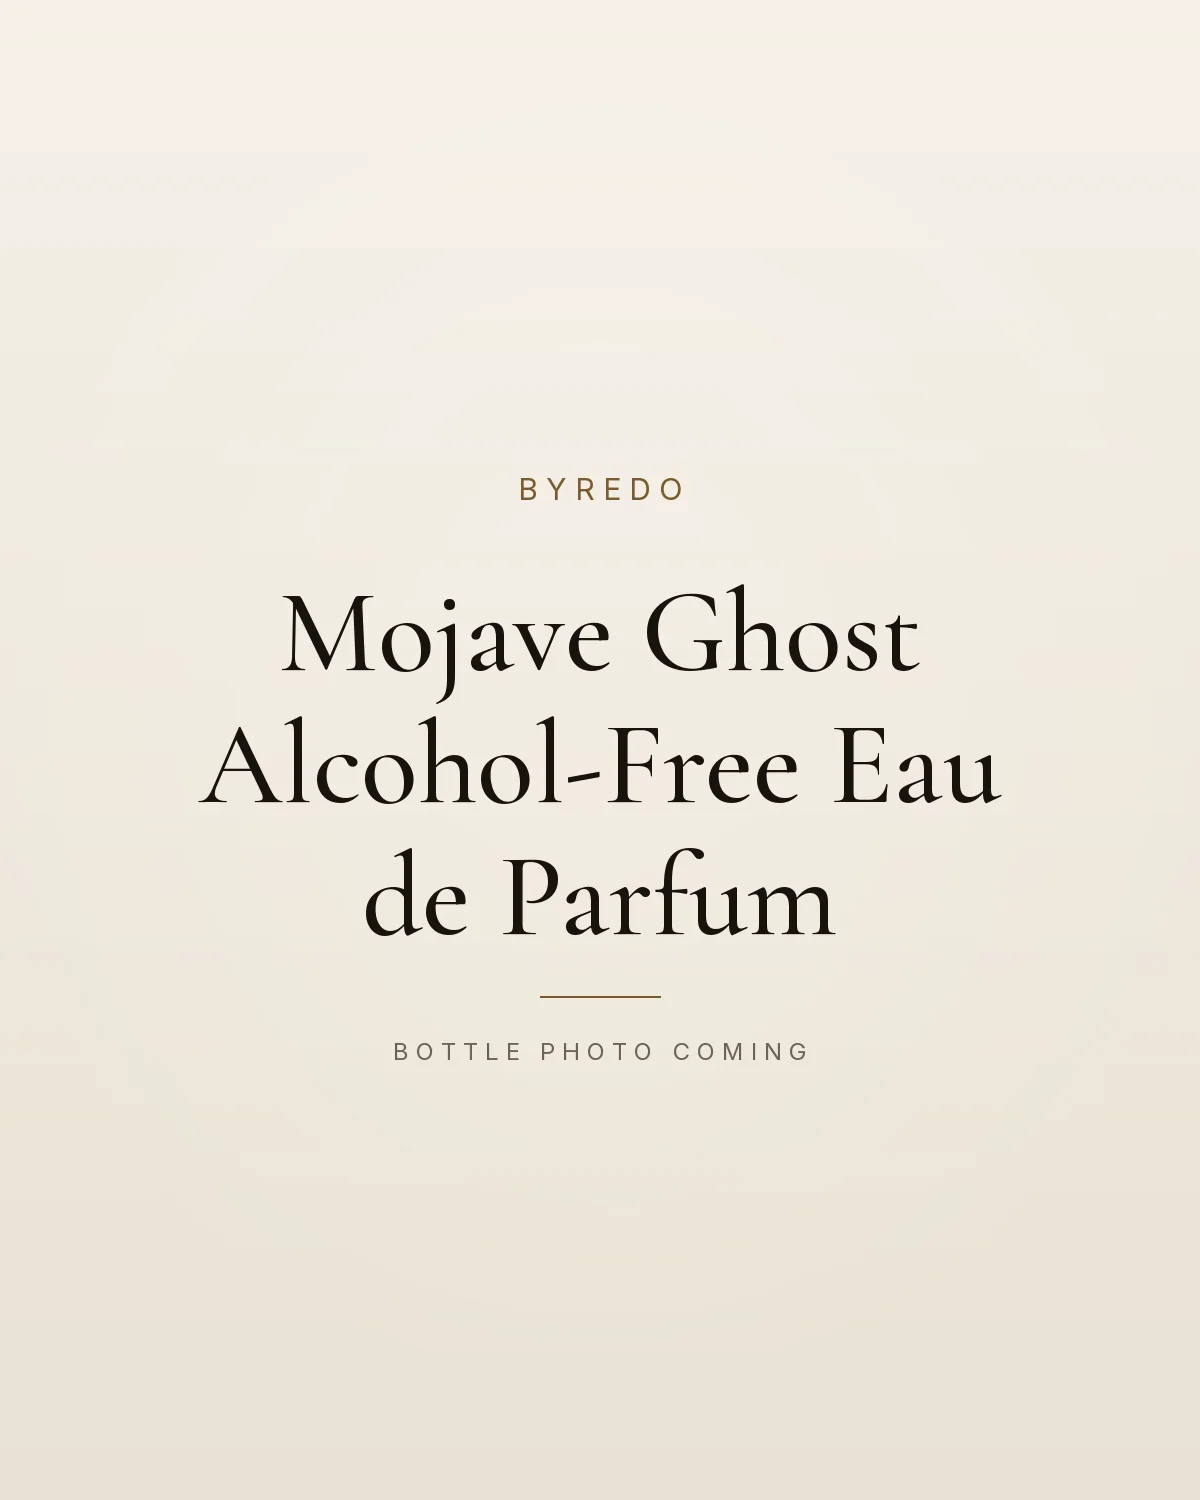 BYREDO
Mojave Ghost
Alcohol-Free Eau
de Parfum
BOTTLE PHOTO COMING